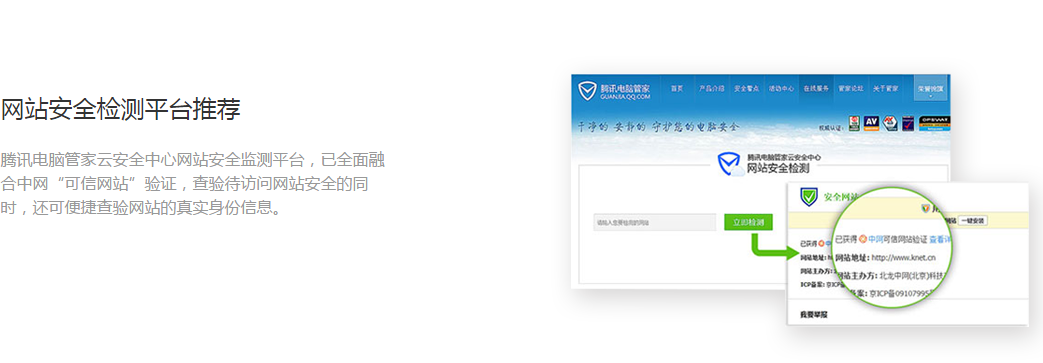 网站安全检测平台推荐
腾讯电脑管家云安全中心网站安全监测平台，已全面融
合中网“可信网站”验证，查验待访问网站安全的同
时，还可便捷查验网站的真实身份信息。
腾讯电脑管家
GUANJIA.QQ.COM
首页 产品介绍 安全看点 活动中心 在线服务 管家论坛 关于管家
干净的 安静的 守护您的电脑安全
权威认证：
AV
OPSWAT
腾讯电脑管家云安全中心
网站安全检测
请输入您要检测的网站
立即检测
安全网站
一键安装
已获得 中网可信网站验证 查看详
网站地址: http://www.knet.cn
网站主办方: 北龙中网(北京)科技
ICP备案: 京ICP备09107995
我要举报